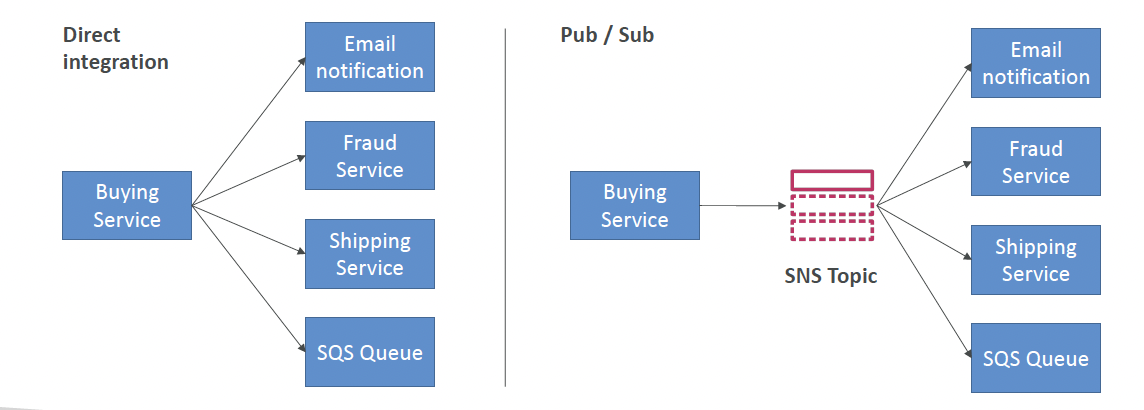 Direct
integration
Email
notification
Fraud
Service
Buying
Service
Shipping
Service
SQS Queue
Pub / Sub
Email
notification
Fraud
Service
Buying
Service
SNS Topic
Shipping
Service
SQS Queue